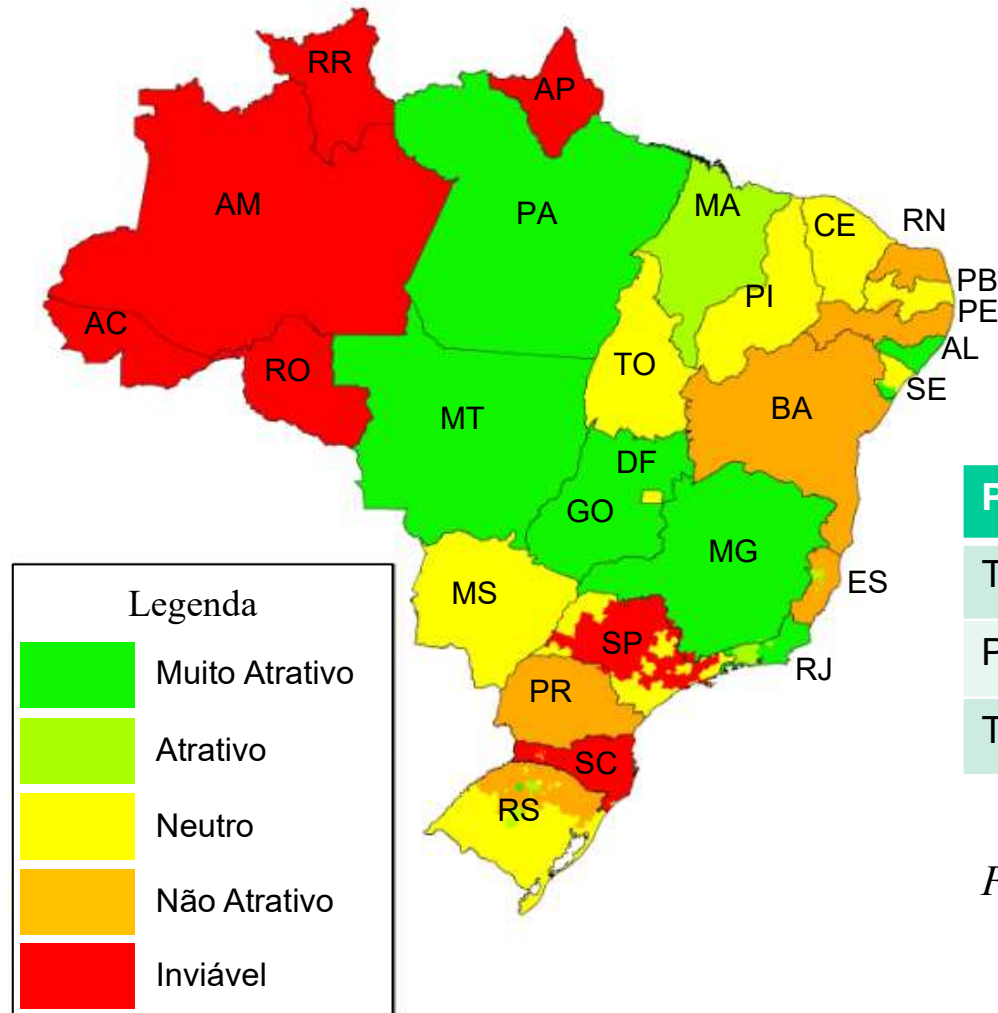 RR
AP
AM
PA
MA
CE
RN
PB
PI
PE
AC
AL
RO
TO
SE
MT
BA
DF
GO
MG
ES
MS
SP
RJ
PR
SC
RS
Legenda
Muito Atrativo
Atrativo
Neutro
Não Atrativo
Inviável